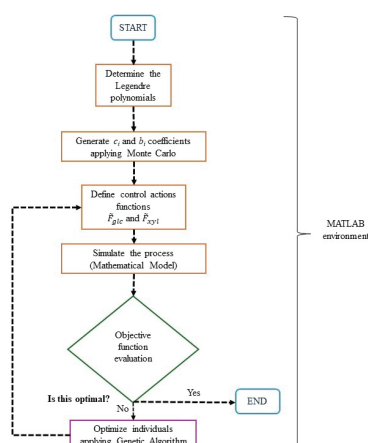 START
Determine the
Legendre
polynomials
Generate cᵢ and bᵢ coefficients
applying Monte Carlo
Define control actions
functions
F̃glc and F̃xyl
Simulate the process
(Mathematical Model)
MATLAB
environment
Objective
function
evaluation
Is this optimal?
Yes
END
No
Optimize individuals
applying Genetic Algorithm